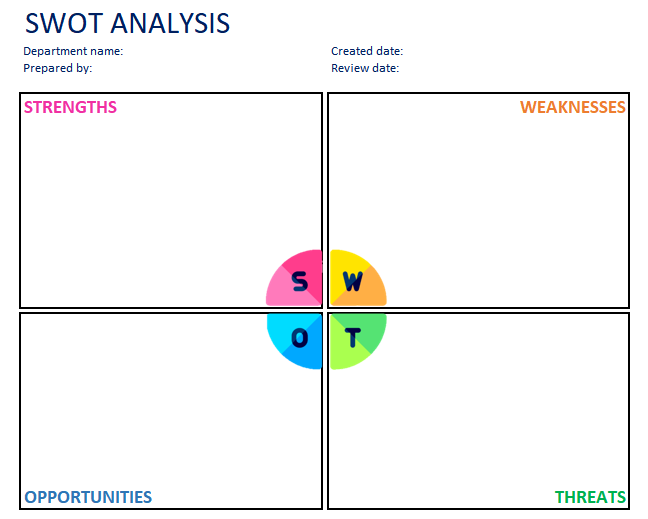 SWOT ANALYSIS
Department name: Created date:
Prepared by: Review date:
STRENGTHS WEAKNESSES
S W
O T
OPPORTUNITIES THREATS